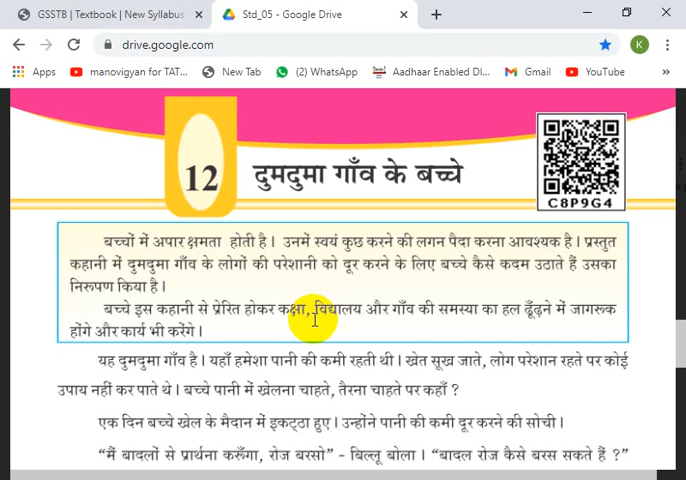 GSSTB | Textbook | New Syllabus
Std_05 - Google Drive
drive.google.com
K
Apps
manovigyan for TAT...
New Tab
(2) WhatsApp
Aadhaar Enabled DI...
Gmail
YouTube
12
दुमदुमा गाँव के बच्चे
C8P9G4
बच्चों में अपार क्षमता होती है। उनमें स्वयं कुछ करने की लगन पैदा करना आवश्यक है। प्रस्तुत
कहानी में दुमदुमा गाँव के लोगों की परेशानी को दूर करने के लिए बच्चे कैसे कदम उठाते हैं उसका
निरूपण किया है।
बच्चे इस कहानी से प्रेरित होकर कक्षा, विद्यालय और गाँव की समस्या का हल ढूँढ़ने में जागरूक
होंगे और कार्य भी करेंगे।
यह दुमदुमा गाँव है। यहाँ हमेशा पानी की कमी रहती थी। खेत सूख जाते, लोग परेशान रहते पर कोई
उपाय नहीं कर पाते थे। बच्चे पानी में खेलना चाहते, तैरना चाहते पर कहाँ ?
एक दिन बच्चे खेल के मैदान में इकट्ठा हुए। उन्होंने पानी की कमी दूर करने की सोची।
“मैं बादलों से प्रार्थना करूँगा, रोज बरसो” - बिल्लू बोला। “बादल रोज कैसे बरस सकते हैं ?”